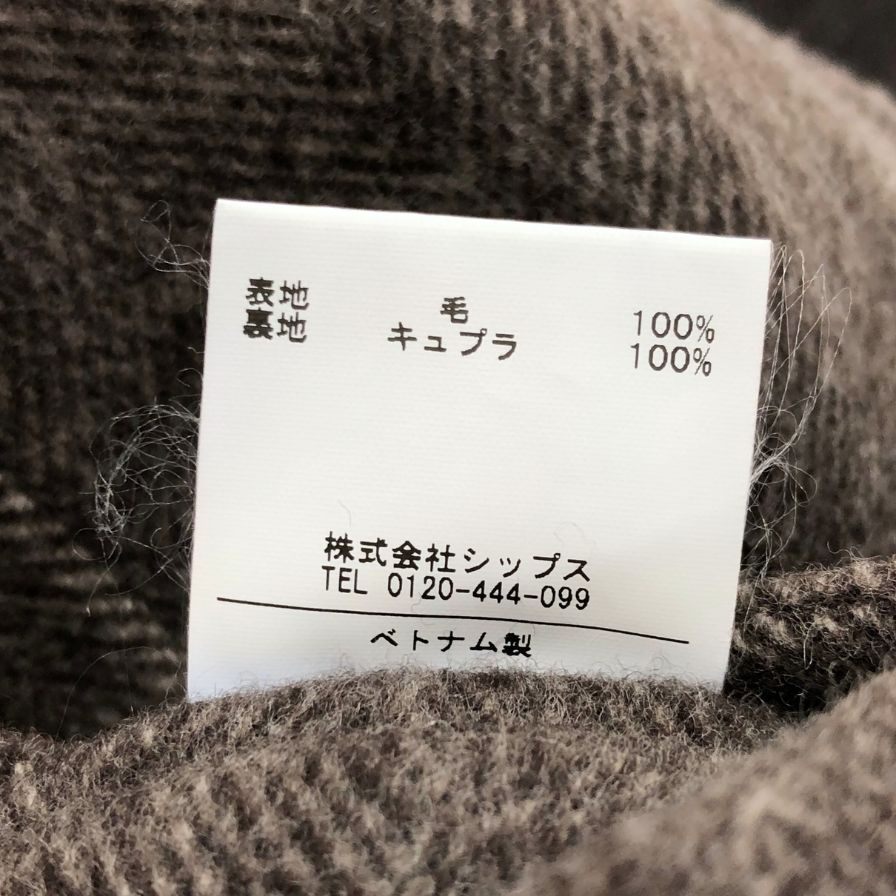 表地 毛 100%
裏地 キュプラ 100%
株式会社シップス
TEL 0120-444-099
ベトナム製